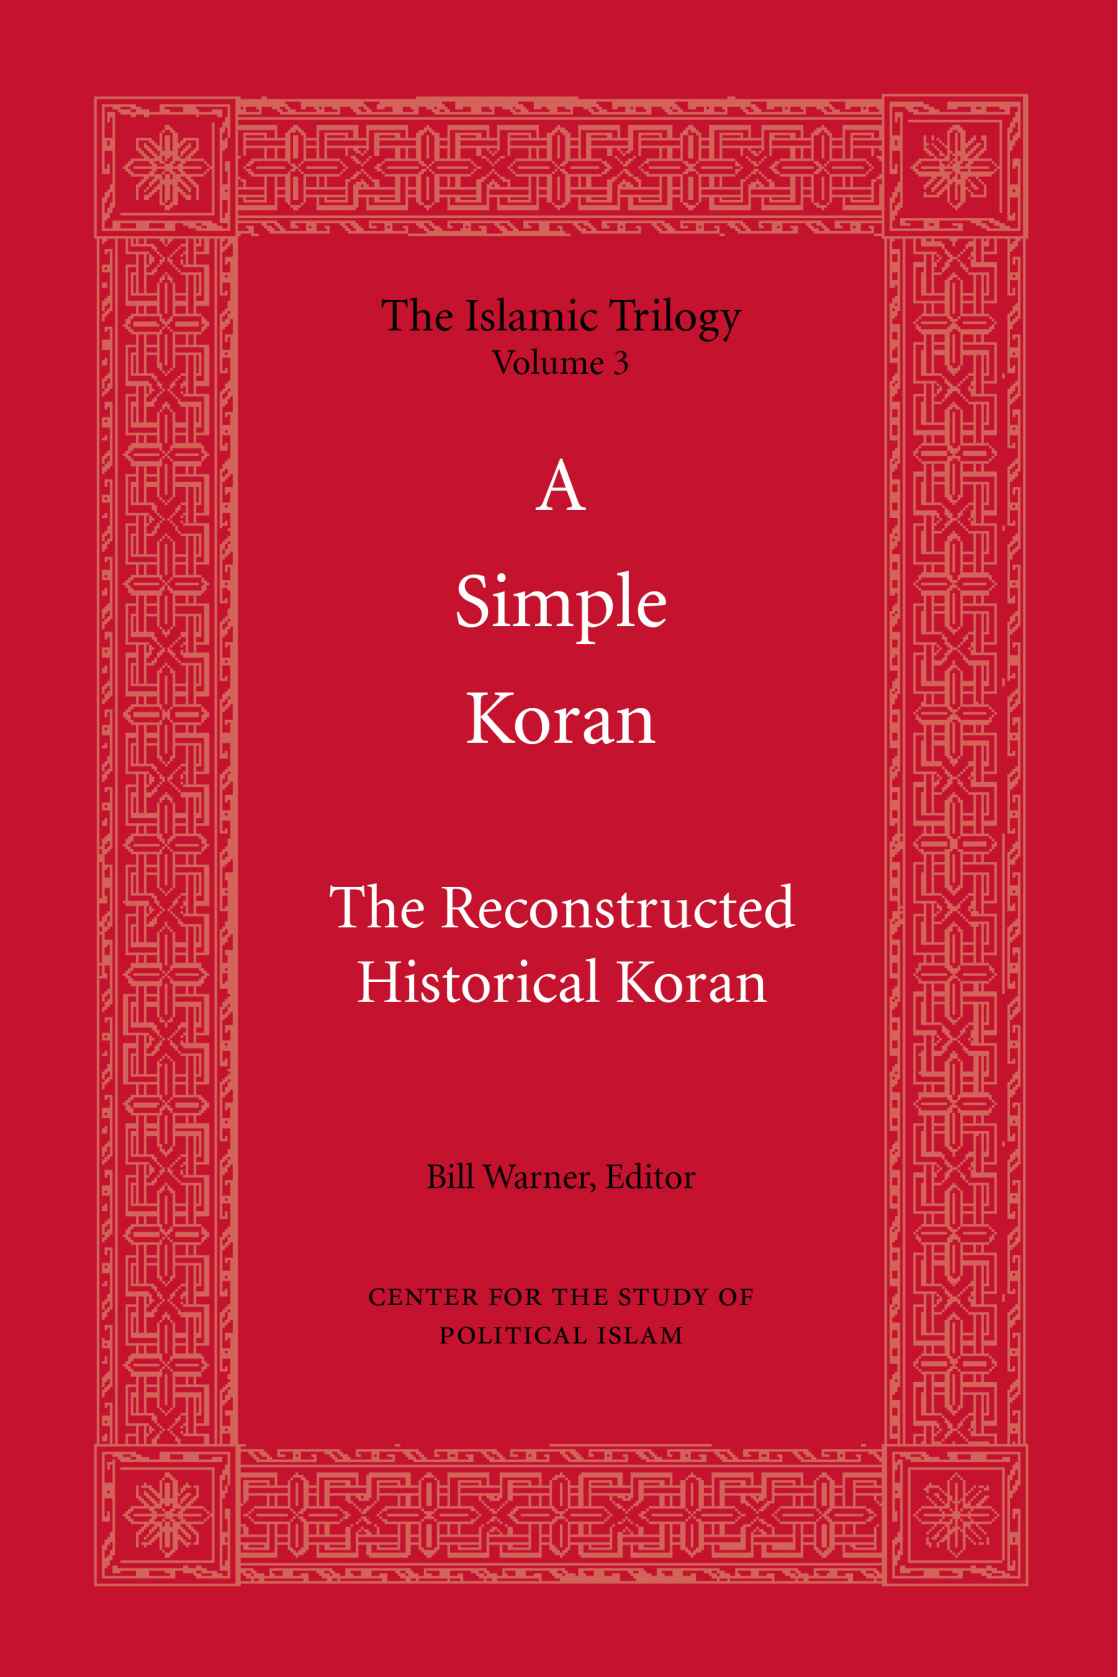 The Islamic Trilogy
Volume 3
A
Simple
Koran
The Reconstructed
Historical Koran
Bill Warner, Editor
CENTER FOR THE STUDY OF
POLITICAL ISLAM